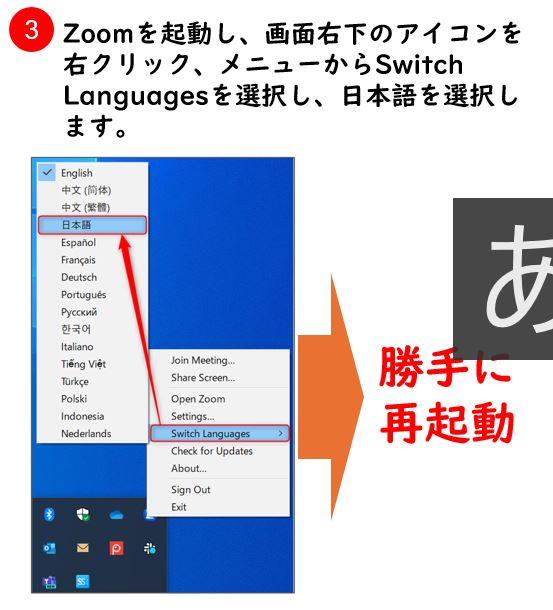 3
Zoomを起動し、画面右下のアイコンを
右クリック、メニューからSwitch
Languagesを選択し、日本語を選択し
ます。
English
中文 (简体)
中文 (繁體)
日本語
Español
Français
Deutsch
Português
Русский
한국어
Italiano
Tiếng Việt
Türkçe
Polski
Indonesia
Nederlands
Join Meeting...
Share Screen...
Open Zoom
Settings...
Switch Languages
Check for Updates
About...
Sign Out
Exit
あ
勝手に
再起動